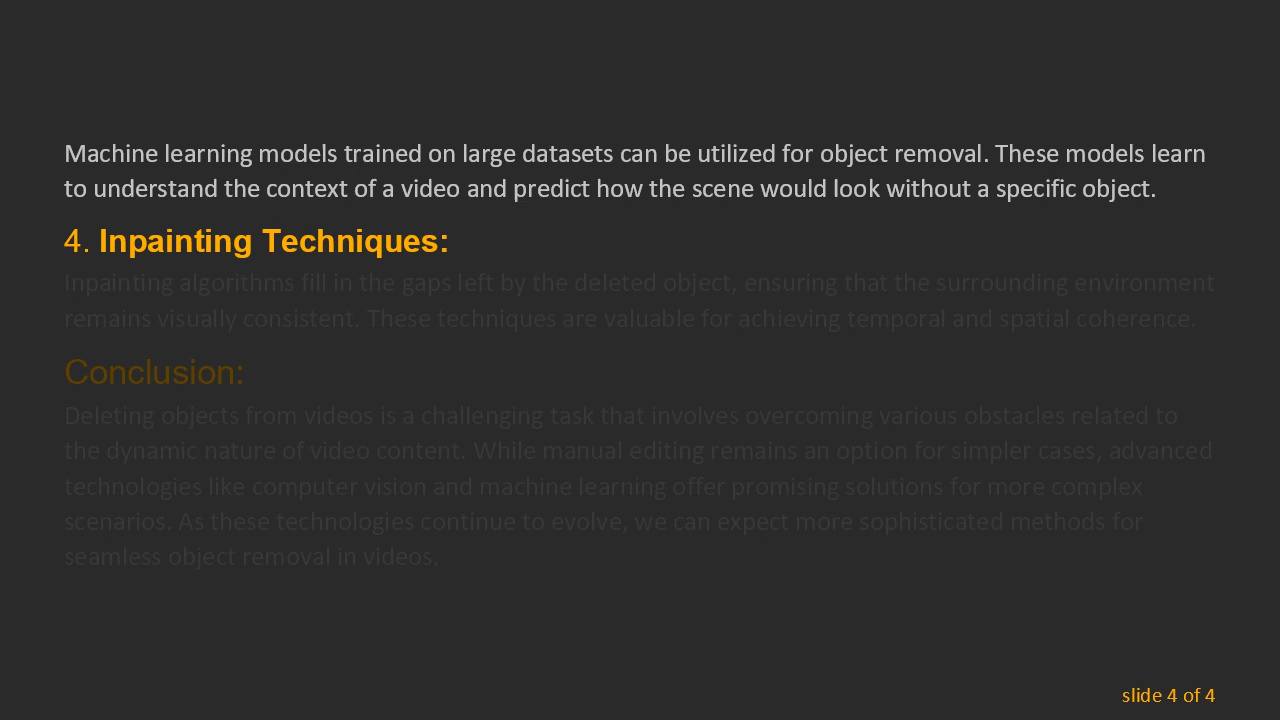 Machine learning models trained on large datasets can be utilized for object removal. These models learn
to understand the context of a video and predict how the scene would look without a specific object.
4. Inpainting Techniques:
Inpainting algorithms fill in the gaps left by the deleted object, ensuring that the surrounding environment
remains visually consistent. These techniques are valuable for achieving temporal and spatial coherence.
Conclusion:
Deleting objects from videos is a challenging task that involves overcoming various obstacles related to
the dynamic nature of video content. While manual editing remains an option for simpler cases, advanced
technologies like computer vision and machine learning offer promising solutions for more complex
scenarios. As these technologies continue to evolve, we can expect more sophisticated methods for
seamless object removal in videos.
slide 4 of 4